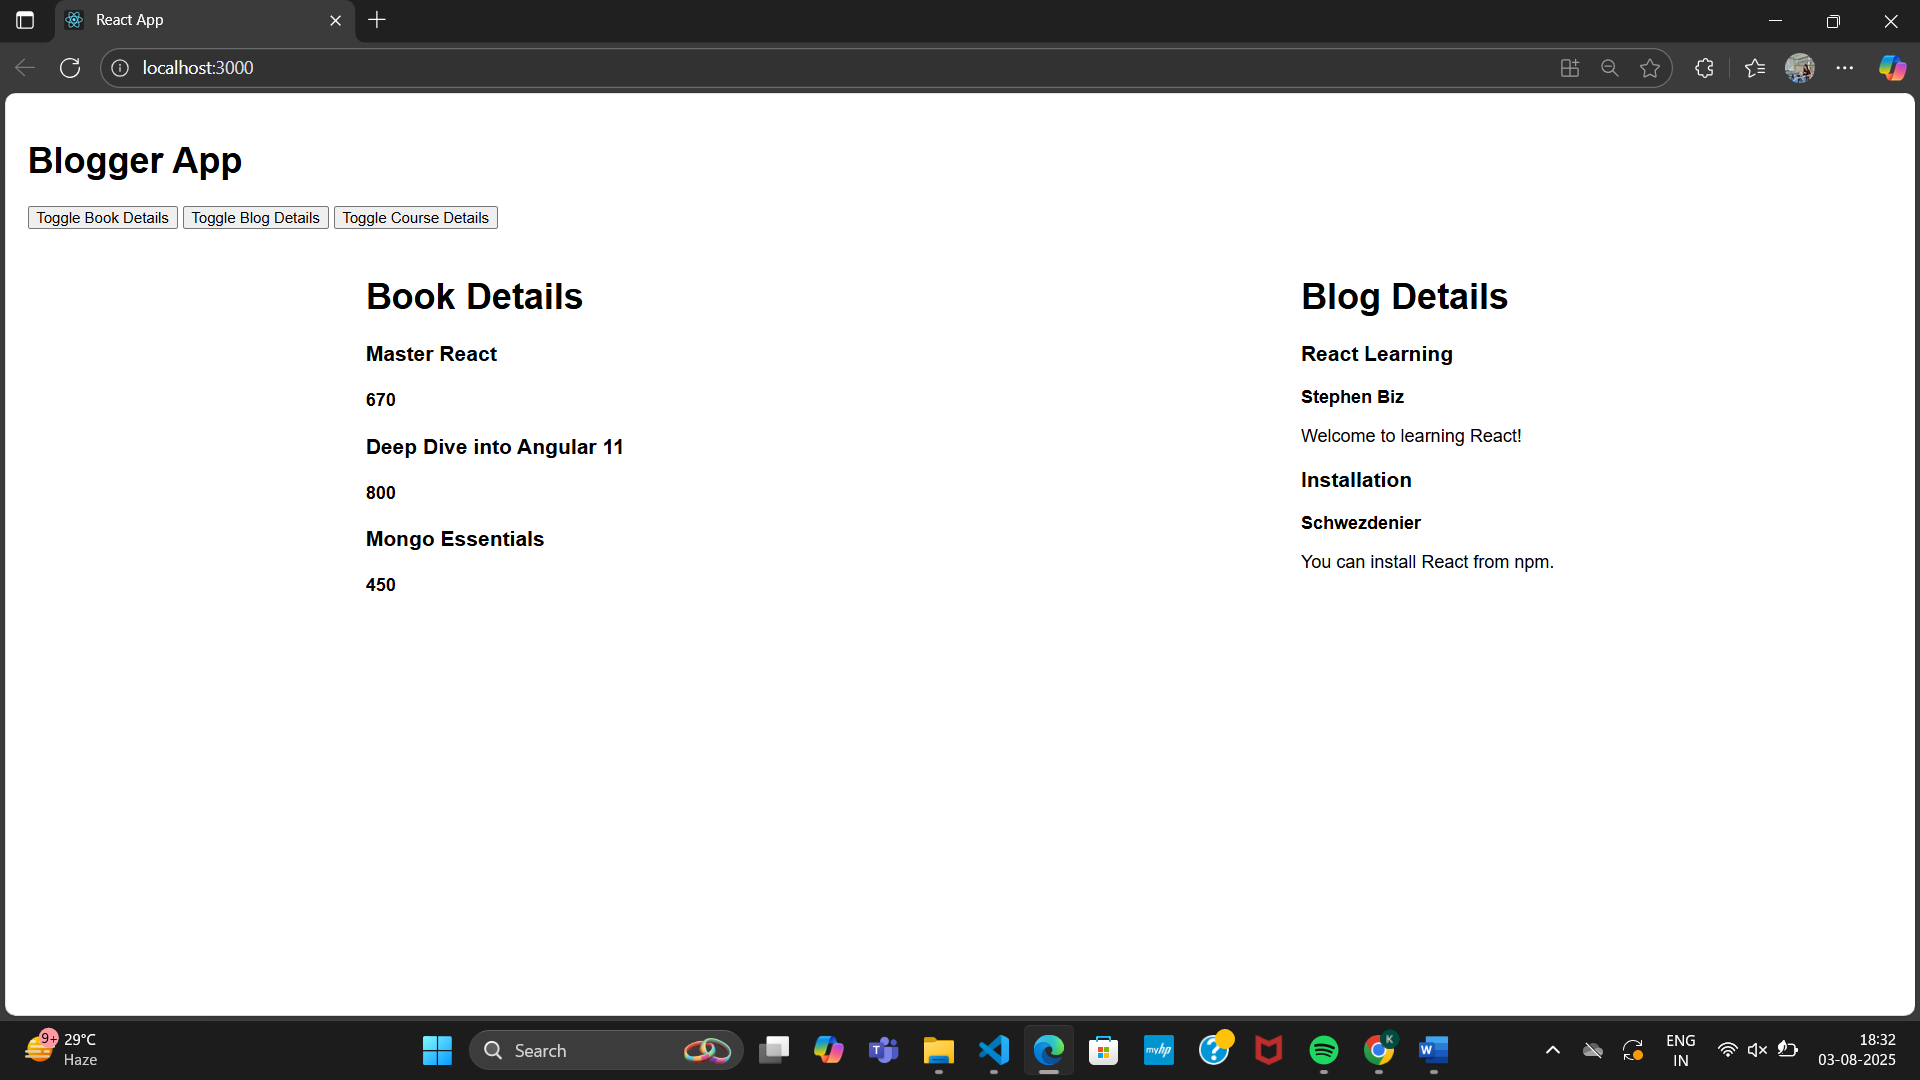 React App
localhost:3000
Blogger App
Toggle Book Details Toggle Blog Details Toggle Course Details
Book Details
Master React
670
Deep Dive into Angular 11
800
Mongo Essentials
450
Blog Details
React Learning
Stephen Biz
Welcome to learning React!
Installation
Schwezdenier
You can install React from npm.
9+
29°C
Haze
Search
T
myhp
?
K
W
ENG
IN
18:32
03-08-2025